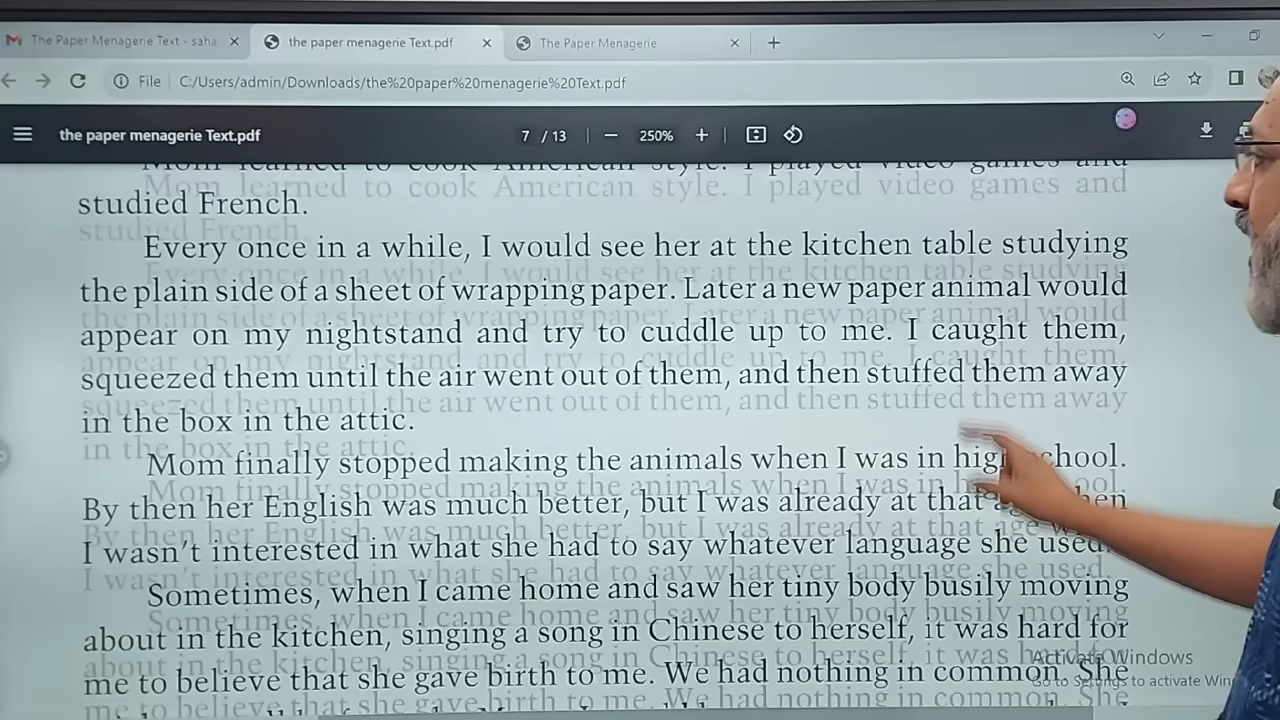 The Paper Menagerie Text - saha
the paper menagerie Text.pdf
The Paper Menagerie
File C:/Users/admin/Downloads/the%20paper%20menagerie%20Text.pdf
the paper menagerie Text.pdf
7 / 13
250%
Mom learned to cook American style. I played video games and
studied French.
Every once in a while, I would see her at the kitchen table studying
the plain side of a sheet of wrapping paper. Later a new paper animal would
appear on my nightstand and try to cuddle up to me. I caught them,
squeezed them until the air went out of them, and then stuffed them away
in the box in the attic.
Mom finally stopped making the animals when I was in high school.
By then her English was much better, but I was already at that age when
I wasn't interested in what she had to say whatever language she used.
Sometimes, when I came home and saw her tiny body busily moving
about in the kitchen, singing a song in Chinese to herself, it was hard for
me to believe that she gave birth to me. We had nothing in common. She
Activate Windows
Go to Settings to activate Win